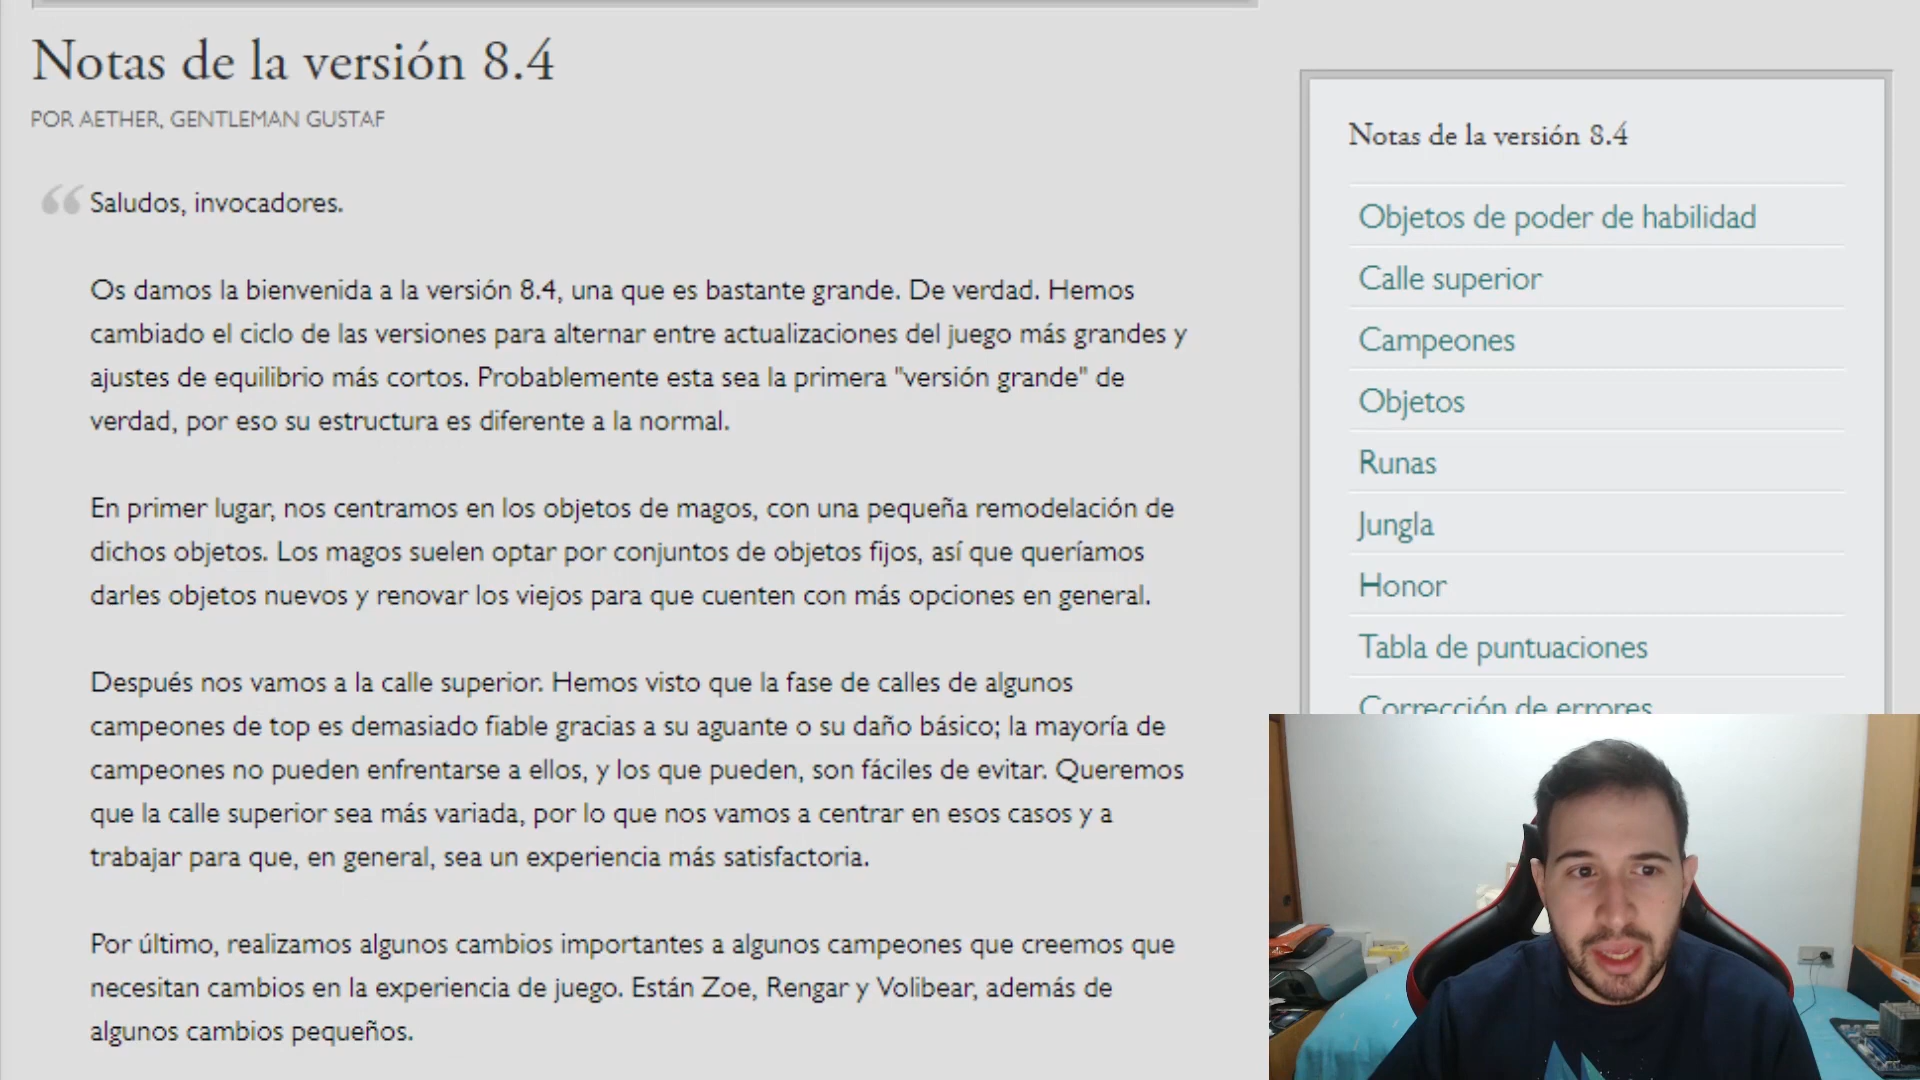 Notas de la versión 8.4
POR AETHER, GENTLEMAN GUSTAF
Saludos, invocadores.
Os damos la bienvenida a la versión 8.4, una que es bastante grande. De verdad. Hemos
cambiado el ciclo de las versiones para alternar entre actualizaciones del juego más grandes y
ajustes de equilibrio más cortos. Probablemente esta sea la primera "versión grande" de
verdad, por eso su estructura es diferente a la normal.
En primer lugar, nos centramos en los objetos de magos, con una pequeña remodelación de
dichos objetos. Los magos suelen optar por conjuntos de objetos fijos, así que queríamos
darles objetos nuevos y renovar los viejos para que cuenten con más opciones en general.
Después nos vamos a la calle superior. Hemos visto que la fase de calles de algunos
campeones de top es demasiado fiable gracias a su aguante o su daño básico; la mayoría de
campeones no pueden enfrentarse a ellos, y los que pueden, son fáciles de evitar. Queremos
que la calle superior sea más variada, por lo que nos vamos a centrar en esos casos y a
trabajar para que, en general, sea un experiencia más satisfactoria.
Por último, realizamos algunos cambios importantes a algunos campeones que creemos que
necesitan cambios en la experiencia de juego. Están Zoe, Rengar y Volibear, además de
algunos cambios pequeños.
Notas de la versión 8.4
Objetos de poder de habilidad
Calle superior
Campeones
Objetos
Runas
Jungla
Honor
Tabla de puntuaciones
Corrección de errores